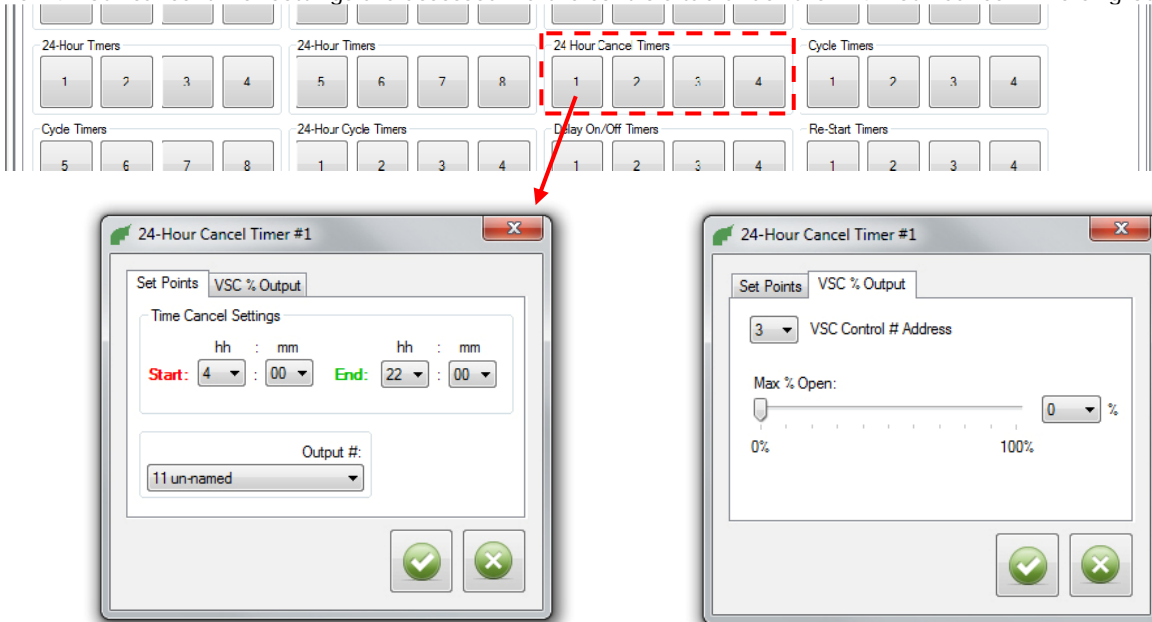 24-Hour Timers 24-Hour Timers 24 Hour Cancel Timers Cycle Timers
1 2 3 4 5 6 7 8 1 2 3 4 1 2 3 4
Cycle Timers 24-Hour Cycle Timers Delay On/Off Timers Re-Start Timers
5 6 7 8 1 2 3 4 1 2 3 4 1 2 3 4
24-Hour Cancel Timer #1
Set Points VSC % Output
Time Cancel Settings
hh : mm hh : mm
Start: 4 : 00 End: 22 : 00
Output #:
11 un-named
24-Hour Cancel Timer #1
Set Points VSC % Output
3 VSC Control # Address
Max % Open:
0 %
0% 100%